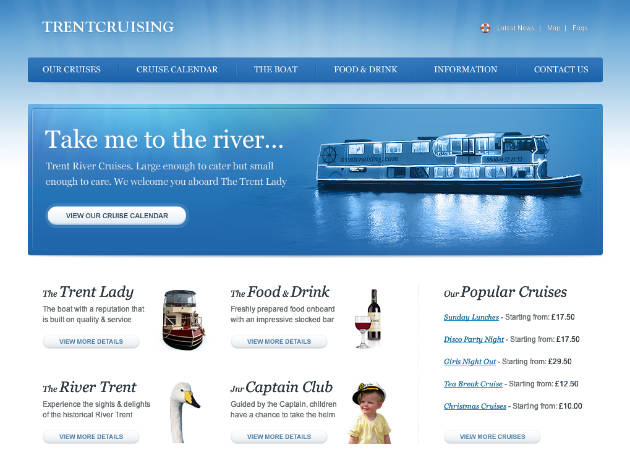 TRENTCRUISING
Latest News | Map | Faqs
OUR CRUISES CRUISE CALENDAR THE BOAT FOOD & DRINK INFORMATION CONTACT US
Take me to the river...
Trent River Cruises. Large enough to cater but small
enough to care. We welcome you aboard The Trent Lady
VIEW OUR CRUISE CALENDAR
The Trent Lady
The boat with a reputation that
is built on quality & service
VIEW MORE DETAILS
The Food & Drink
Freshly prepared food onboard
with an impressive stocked bar
VIEW MORE DETAILS
Our Popular Cruises
Sunday Lunches - Starting from: £17.50
Disco Party Night - Starting from: £17.50
Girls Night Out - Starting from: £29.50
Tea Break Cruise - Starting from: £12.50
Christmas Cruises - Starting from: £10.00
VIEW MORE CRUISES
The River Trent
Experience the sights & delights
of the historical River Trent
VIEW MORE DETAILS
Jnr Captain Club
Guided by the Captain, children
have a chance to take the helm
VIEW MORE DETAILS